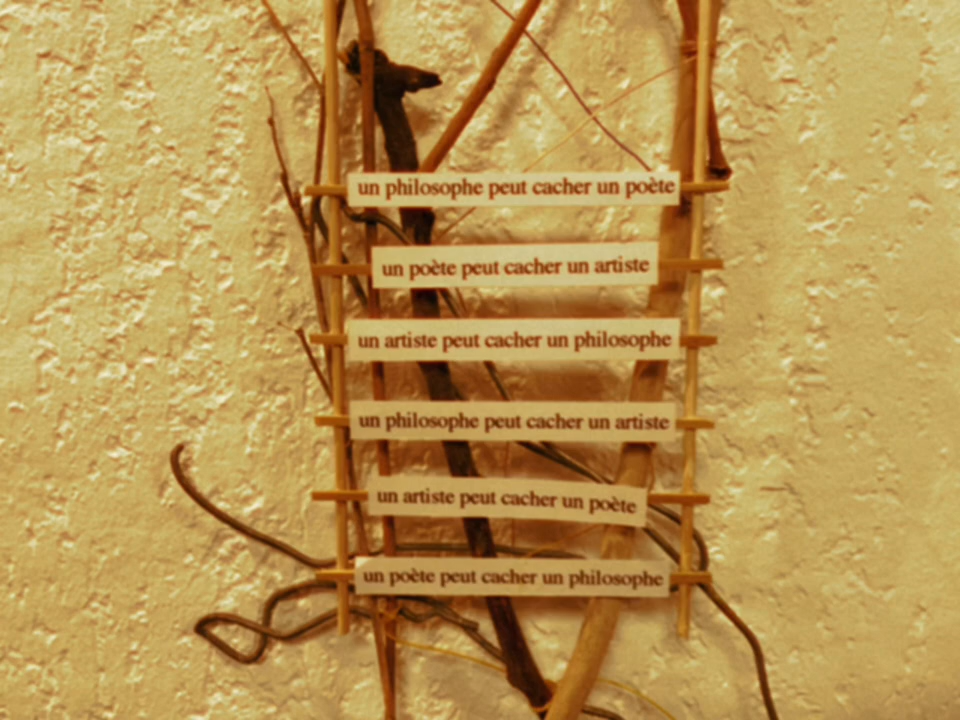 un philosophe peut cacher un poète
un poète peut cacher un artiste
un artiste peut cacher un philosophe
un philosophe peut cacher un artiste
un artiste peut cacher un poète
un poète peut cacher un philosophe